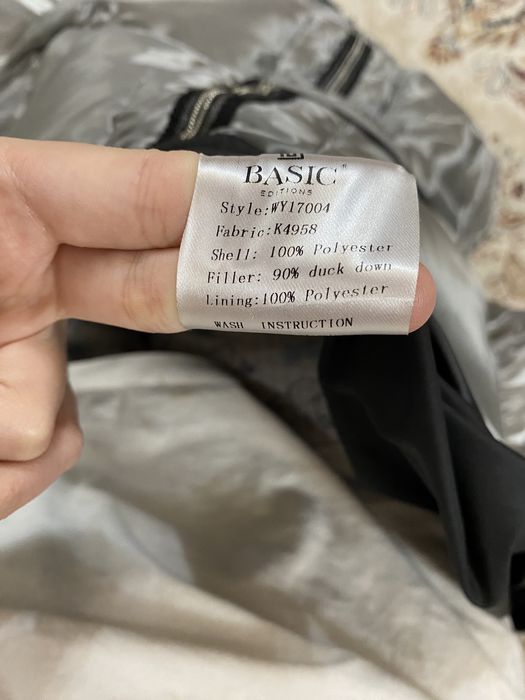 BASIC
EDITIONS
Style:WY17004
Fabric:K4958
Shell: 100% Polyester
Filler: 90% duck down
Lining:100% Polyester
WASH INSTRUCTION